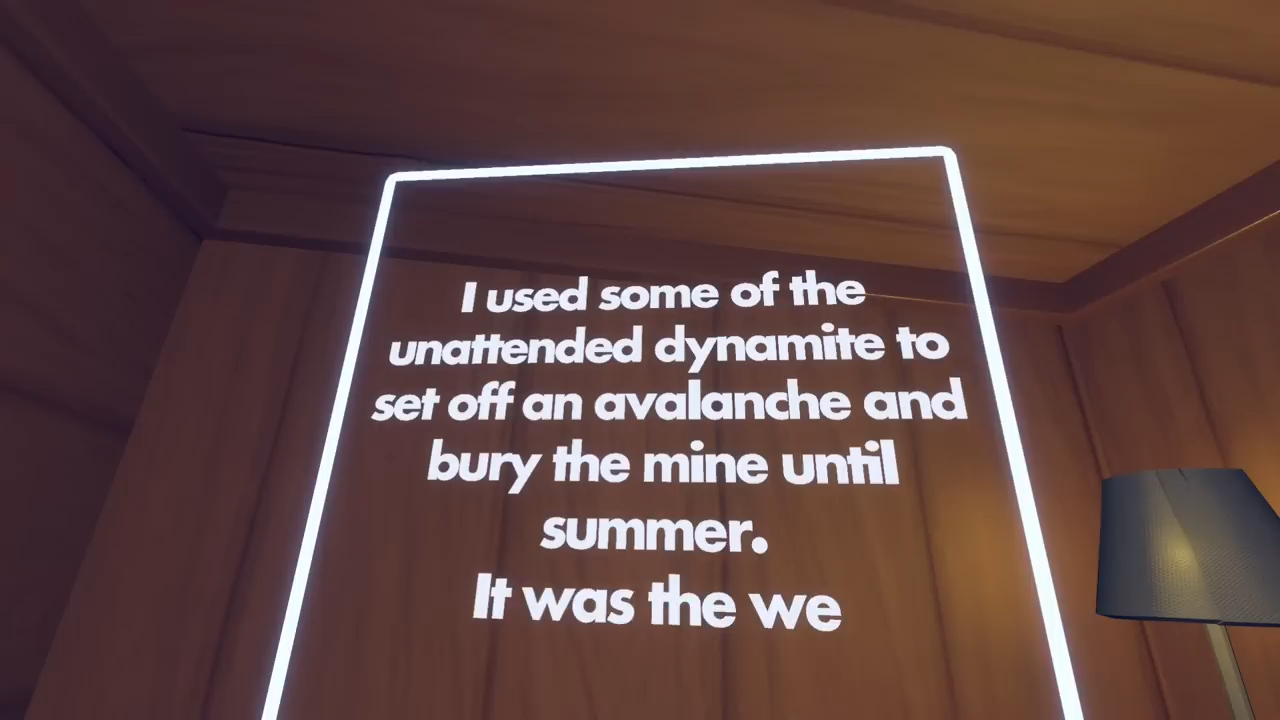 I used some of the
unattended dynamite to
set off an avalanche and
bury the mine until
summer.
It was the we